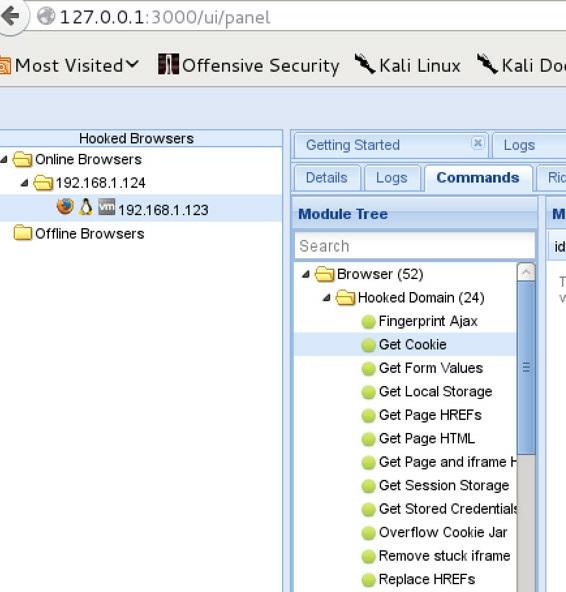 127.0.0.1:3000/ui/panel
Most Visited Offensive Security Kali Linux Kali Do
Hooked Browsers
Online Browsers
192.168.1.124
vm 192.168.1.123
Offline Browsers
Getting Started Logs
Details Logs Commands Ri
Module Tree
Search
Browser (52)
Hooked Domain (24)
Fingerprint Ajax
Get Cookie
Get Form Values
Get Local Storage
Get Page HREFs
Get Page HTML
Get Page and iframe H
Get Session Storage
Get Stored Credentials
Overflow Cookie Jar
Remove stuck iframe
Replace HREFs
M
id